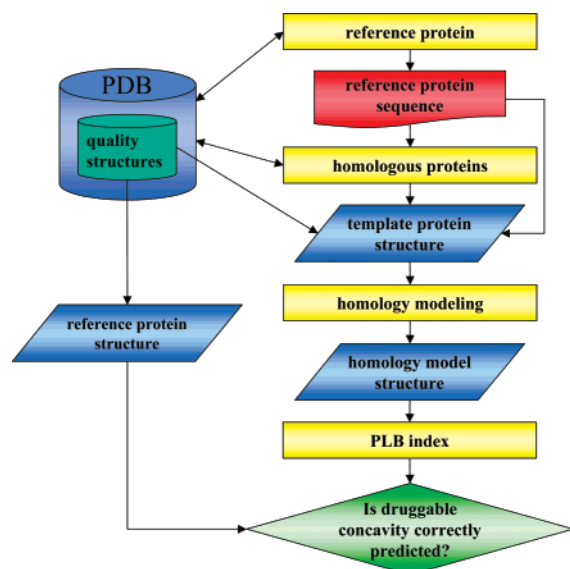 reference protein
PDB
reference protein
sequence
quality
structures
homologous proteins
template protein
structure
homology modeling
reference protein
structure
homology model
structure
PLB index
Is druggable
concavity correctly
predicted?